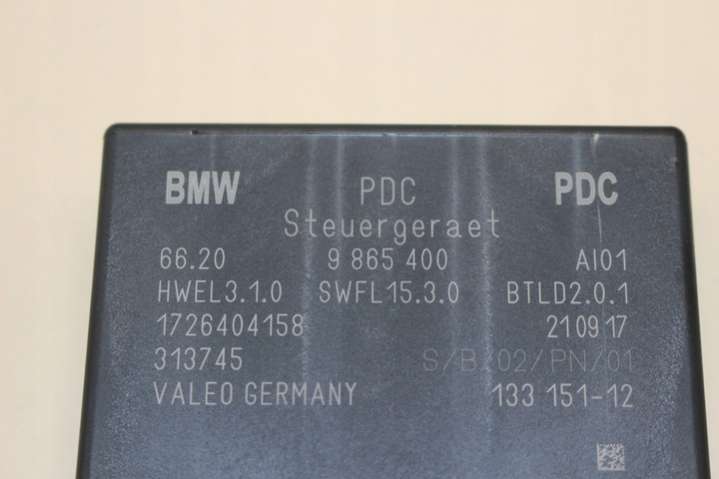 BMW PDC PDC
Steuergeraet
66.20 9 865 400 AI01
HWEL3.1.0 SWFL15.3.0 BTLD2.0.1
1726404158 210917
313745 S/B/02/PN/01
VALEO GERMANY 133 151-12